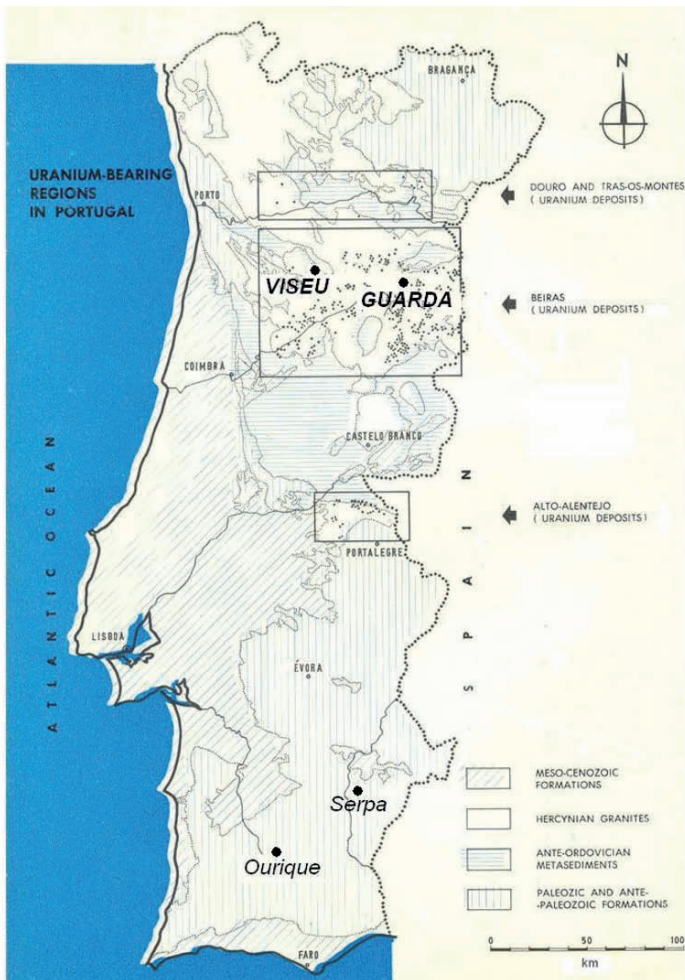 N
BRAGANÇA
URANIUM-BEARING
REGIONS
IN PORTUGAL
PORTO
DOURO AND TRAS-OS-MONTES
( URANIUM DEPOSITS )
VISEU
GUARDA
BEIRAS
( URANIUM DEPOSITS )
COIMBRA
CASTELO BRANCO
ATLANTIC OCEAN
SPAIN
ALTO-ALENTEJO
( URANIUM DEPOSITS )
PORTALEGRE
LISBOA
ÉVORA
Serpa
Ourique
FARO
MESO-CENOZOIC
FORMATIONS
HERCYNIAN GRANITES
ANTE-ORDOVICIAN
METASEDIMENTS
PALEOZIC AND ANTE-
-PALEOZOIC FORMATIONS
0 50 100
km